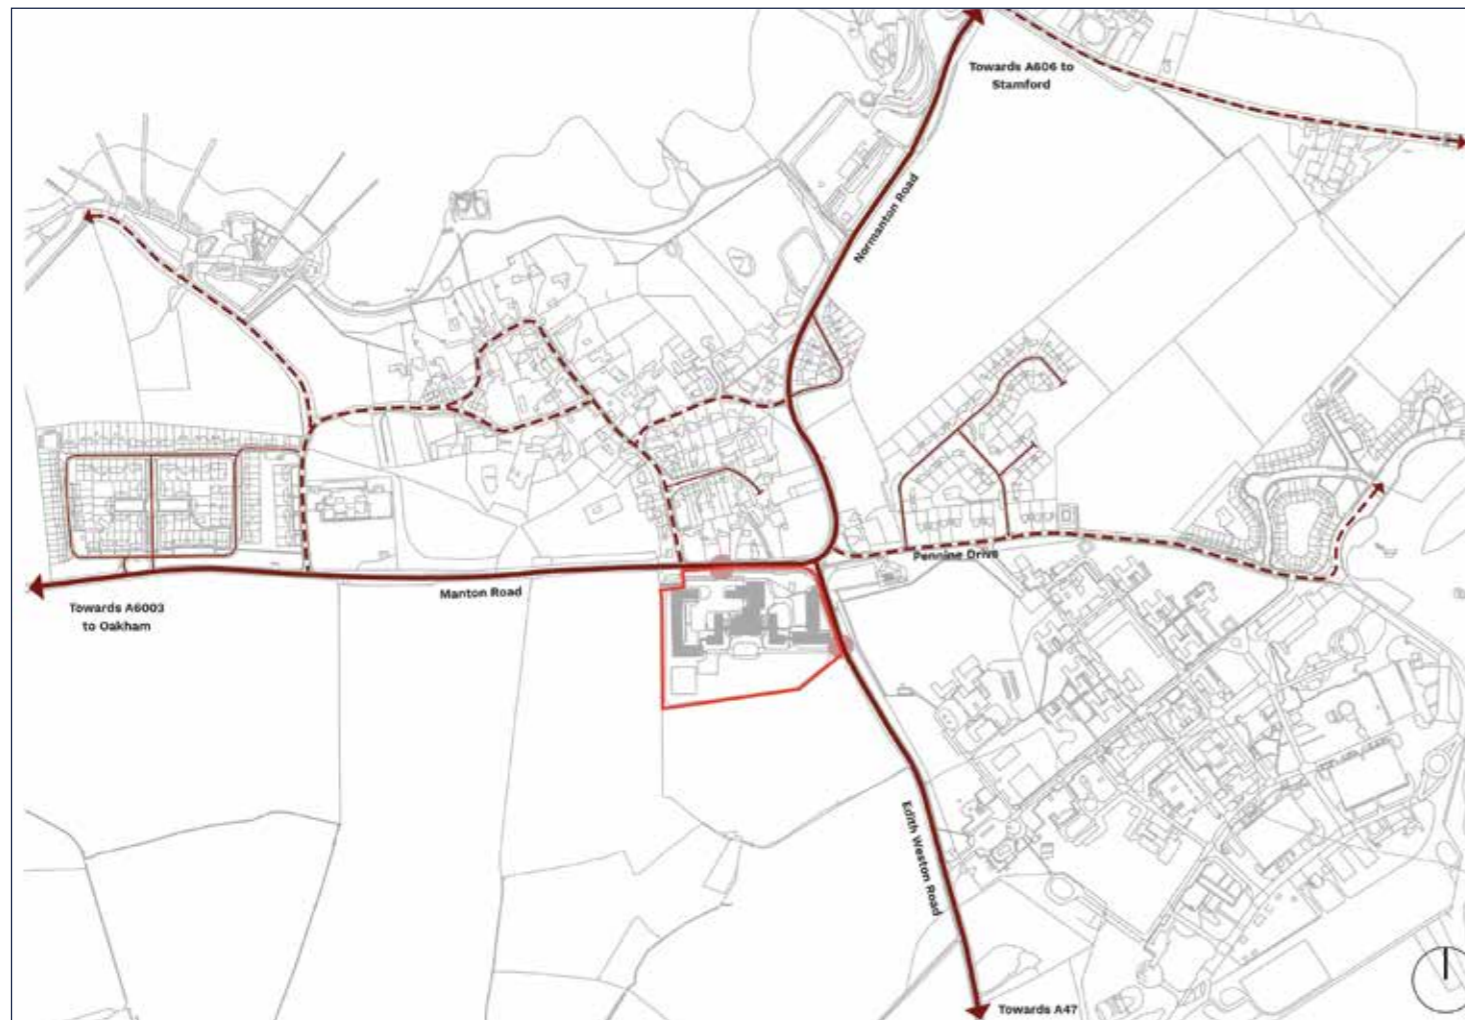 Towards A606 to
Stamford
Normanton Road
Pennine Drive
Manton Road
Towards A6003
to Oakham
Edith Weston Road
Towards A47